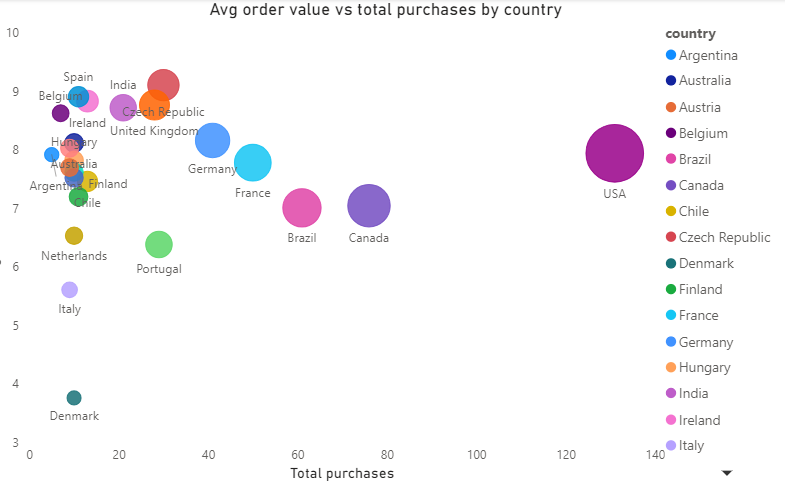 Avg order value vs total purchases by country
10
9
8
7
6
5
4
3
0
20
40
60
80
100
120
140
Total purchases
Spain
India
Belgium
Czech Republic
Ireland
United Kingdom
Hungary
Australia
Germany
Argentina
Finland
France
Chile
USA
Brazil
Canada
Netherlands
Portugal
Italy
Denmark
country
Argentina
Australia
Austria
Belgium
Brazil
Canada
Chile
Czech Republic
Denmark
Finland
France
Germany
Hungary
India
Ireland
Italy